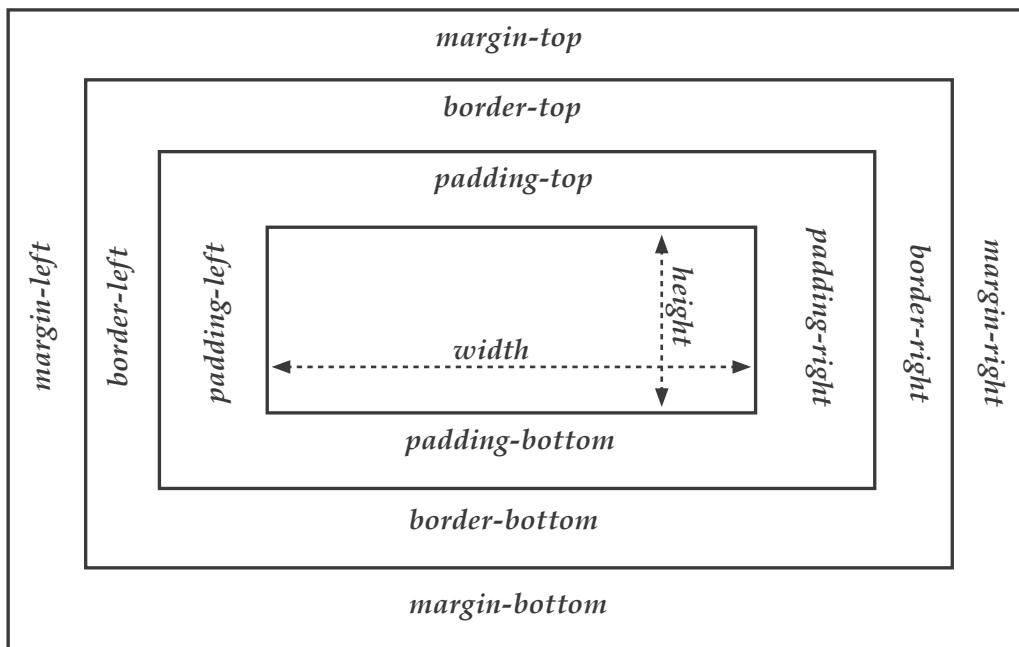 margin-top
border-top
padding-top
margin-left
border-left
padding-left
height
width
padding-right
border-right
margin-right
padding-bottom
border-bottom
margin-bottom